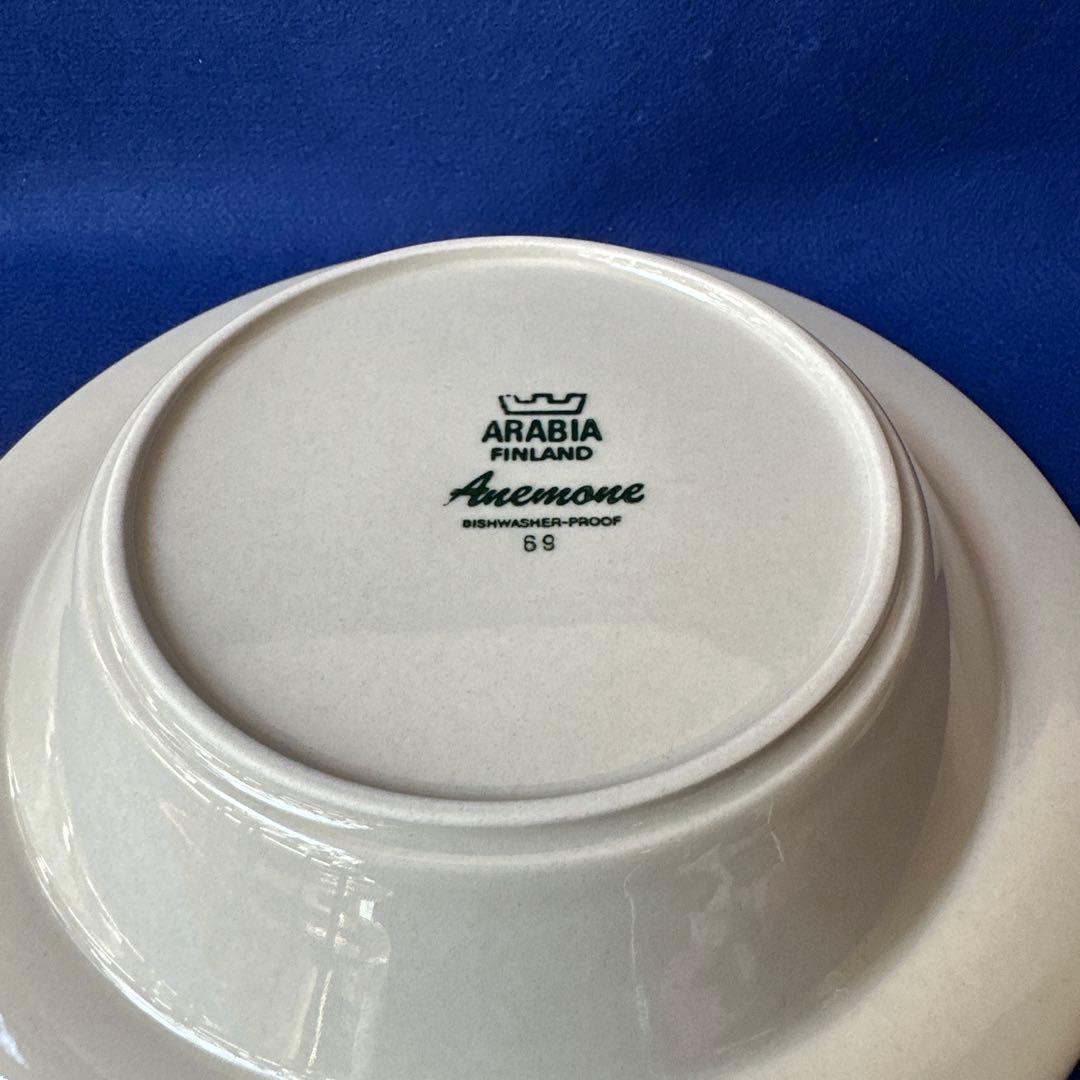 ARABIA
FINLAND
Anemone
DISHWASHER-PROOF
69